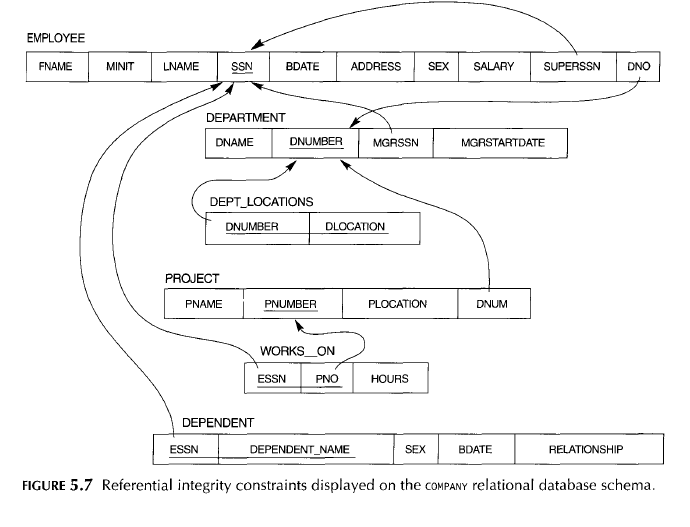 EMPLOYEE
FNAME MINIT LNAME SSN BDATE ADDRESS SEX SALARY SUPERSSN DNO
DEPARTMENT
DNAME DNUMBER MGRSSN MGRSTARTDATE
DEPT_LOCATIONS
DNUMBER DLOCATION
PROJECT
PNAME PNUMBER PLOCATION DNUM
WORKS_ON
ESSN PNO HOURS
DEPENDENT
ESSN DEPENDENT_NAME SEX BDATE RELATIONSHIP
FIGURE 5.7 Referential integrity constraints displayed on the COMPANY relational database schema.